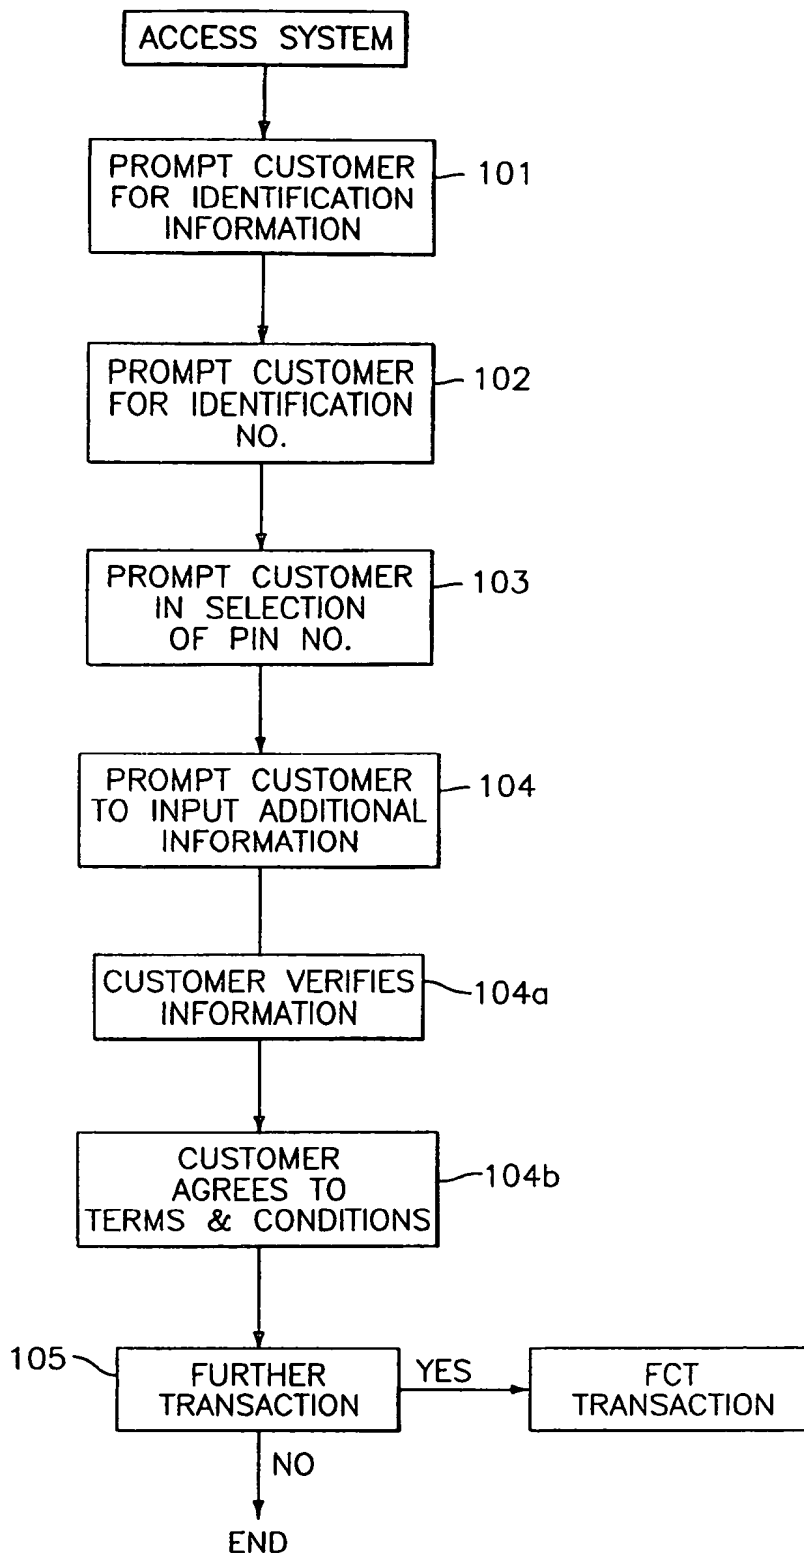 ACCESS SYSTEM
PROMPT CUSTOMER
FOR IDENTIFICATION
INFORMATION
101
PROMPT CUSTOMER
FOR IDENTIFICATION
NO.
102
PROMPT CUSTOMER
IN SELECTION
OF PIN NO.
103
PROMPT CUSTOMER
TO INPUT ADDITIONAL
INFORMATION
104
CUSTOMER VERIFIES
INFORMATION
104a
CUSTOMER
AGREES TO
TERMS & CONDITIONS
104b
105
FURTHER
TRANSACTION
YES
FCT
TRANSACTION
NO
END